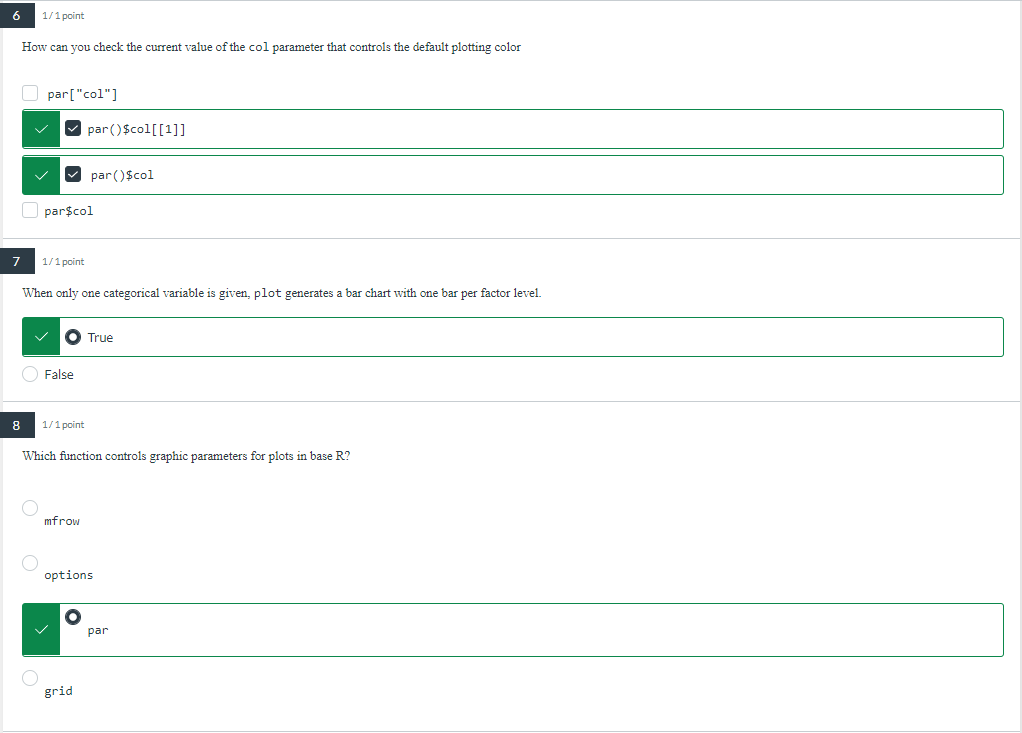 6 1 / 1 point
How can you check the current value of the col parameter that controls the default plotting color
par["col"]
par()$col[[1]]
par()$col
par$col
7 1 / 1 point
When only one categorical variable is given, plot generates a bar chart with one bar per factor level.
True
False
8 1 / 1 point
Which function controls graphic parameters for plots in base R?
mfrow
options
par
grid